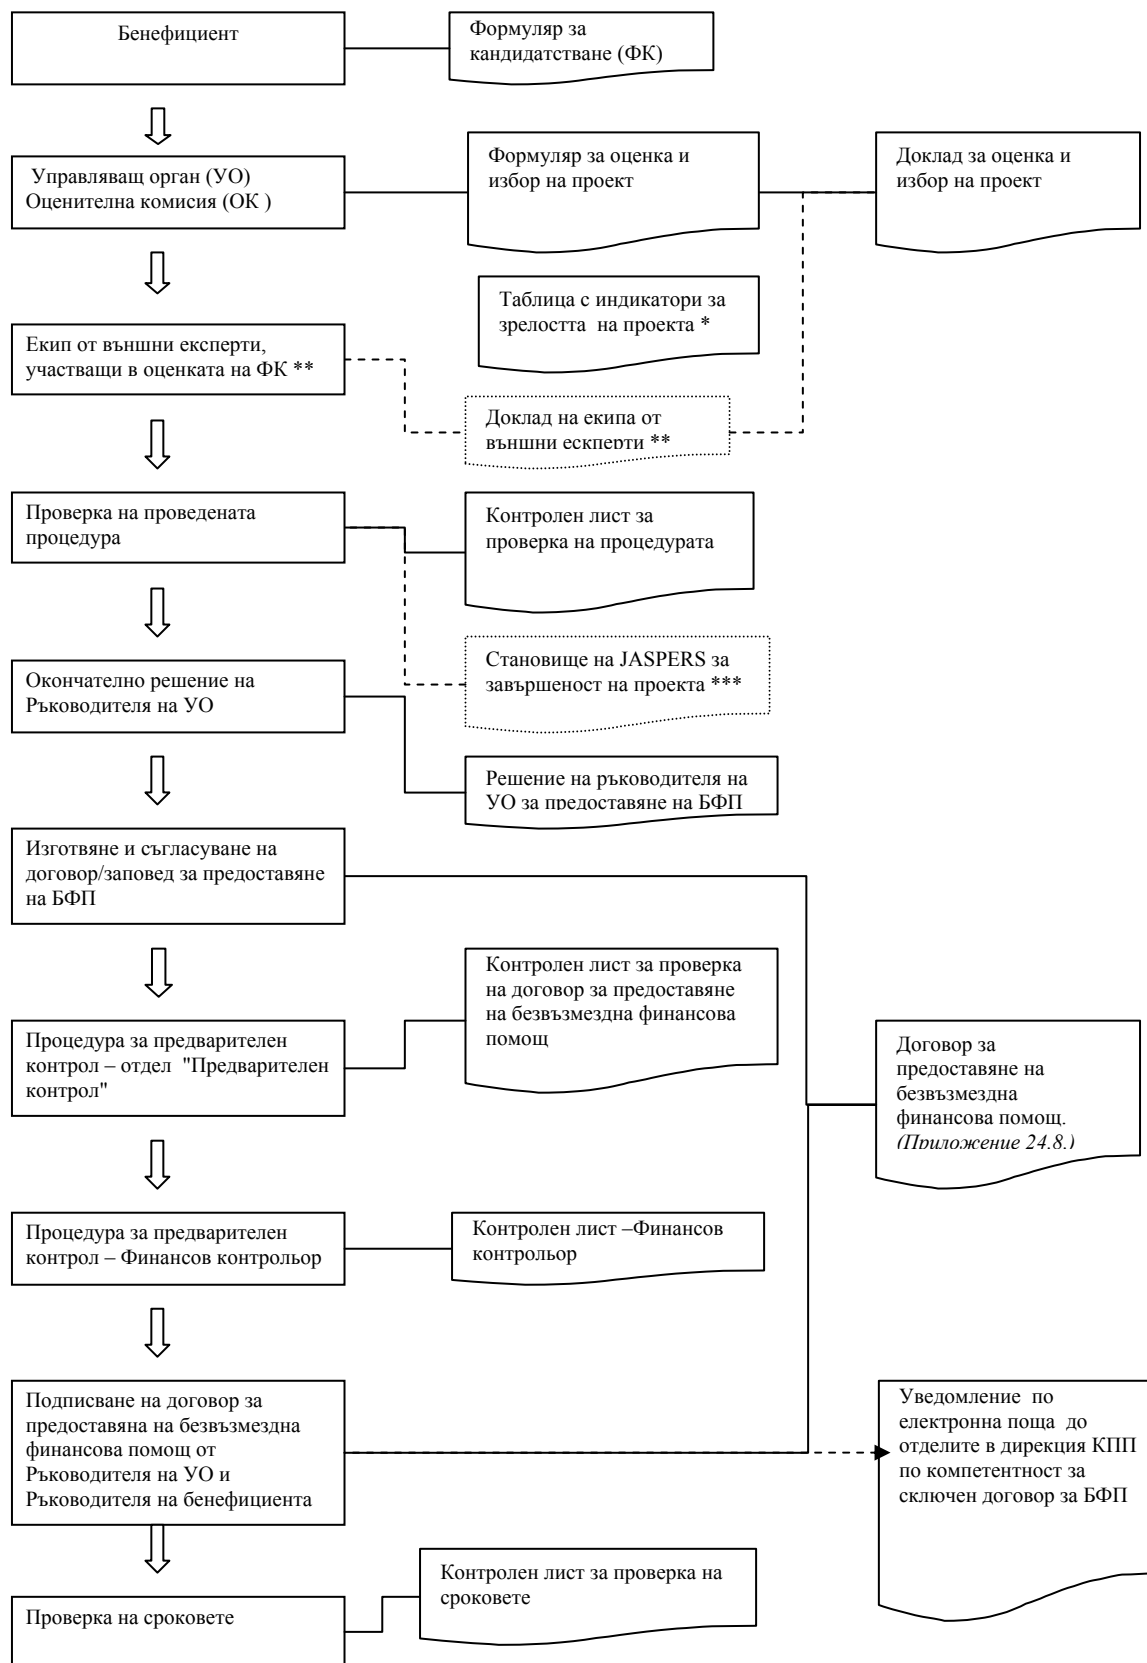 Бенефициент
Формуляр за
кандидатстване (ФК)
Управляващ орган (УО)
Оценителна комисия (ОК )
Формуляр за оценка и
избор на проект
Доклад за оценка и
избор на проект
Таблица с индикатори за
зрелостта на проекта *
Екип от външни експерти,
участващи в оценката на ФК **
Доклад на екипа от
външни ескперти **
Проверка на проведената
процедура
Контролен лист за
проверка на процедурата
Становище на JASPERS за
завършеност на проекта ***
Окончателно решение на
Ръководителя на УО
Решение на ръководителя на
УО за предоставяне на БФП
Изготвяне и съгласуване на
договор/заповед за предоставяне
на БФП
Контролен лист за проверка
на договор за предоставяне
на безвъзмездна финансова
помощ
Процедура за предварителен
контрол – отдел "Предварителен
контрол"
Договор за
предоставяне на
безвъзмездна
финансова помощ.
(Приложение 24.8.)
Процедура за предварителен
контрол – Финансов контрольор
Контролен лист –Финансов
контрольор
Подписване на договор за
предоставяна на безвъзмездна
финансова помощ от
Ръководителя на УО и
Ръководителя на бенефициента
Уведомление по
електронна поща до
отделите в дирекция КПП
по компетентност за
сключен договор за БФП
Контролен лист за проверка на
сроковете
Проверка на сроковете